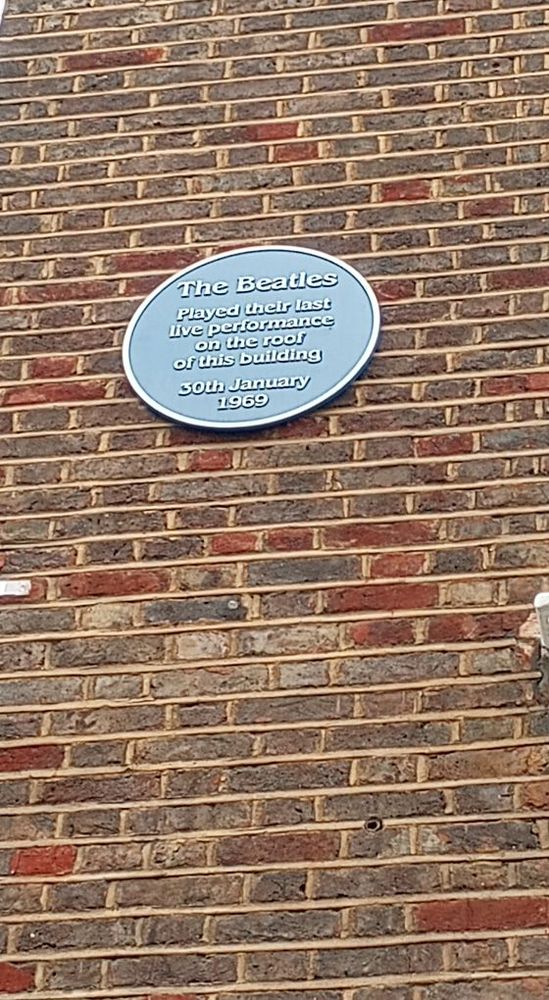 The Beatles
Played their last
live performance
on the roof
of this building
30th January
1969